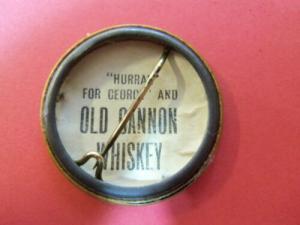 "HURRAH
FOR GEORGE" AND
OLD CANNON
WHISKEY